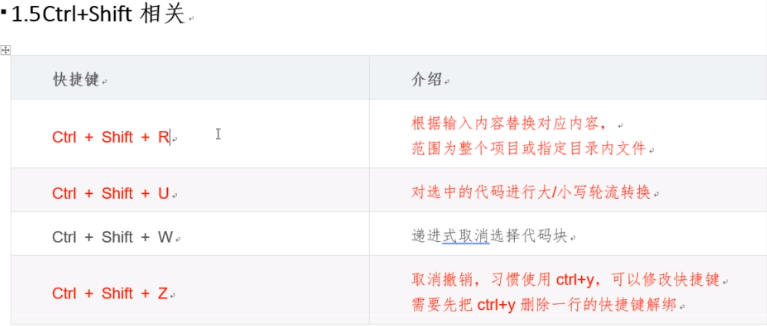 1.5Ctrl+Shift 相关
快捷键
介绍
Ctrl + Shift + R
根据输入内容替换对应内容，
范围为整个项目或指定目录内文件
Ctrl + Shift + U
对选中的代码进行大/小写轮流转换
Ctrl + Shift + W
递进式取消选择代码块
Ctrl + Shift + Z
取消撤销，习惯使用 ctrl+y，可以修改快捷键
需要先把 ctrl+y 删除一行的快捷键解绑